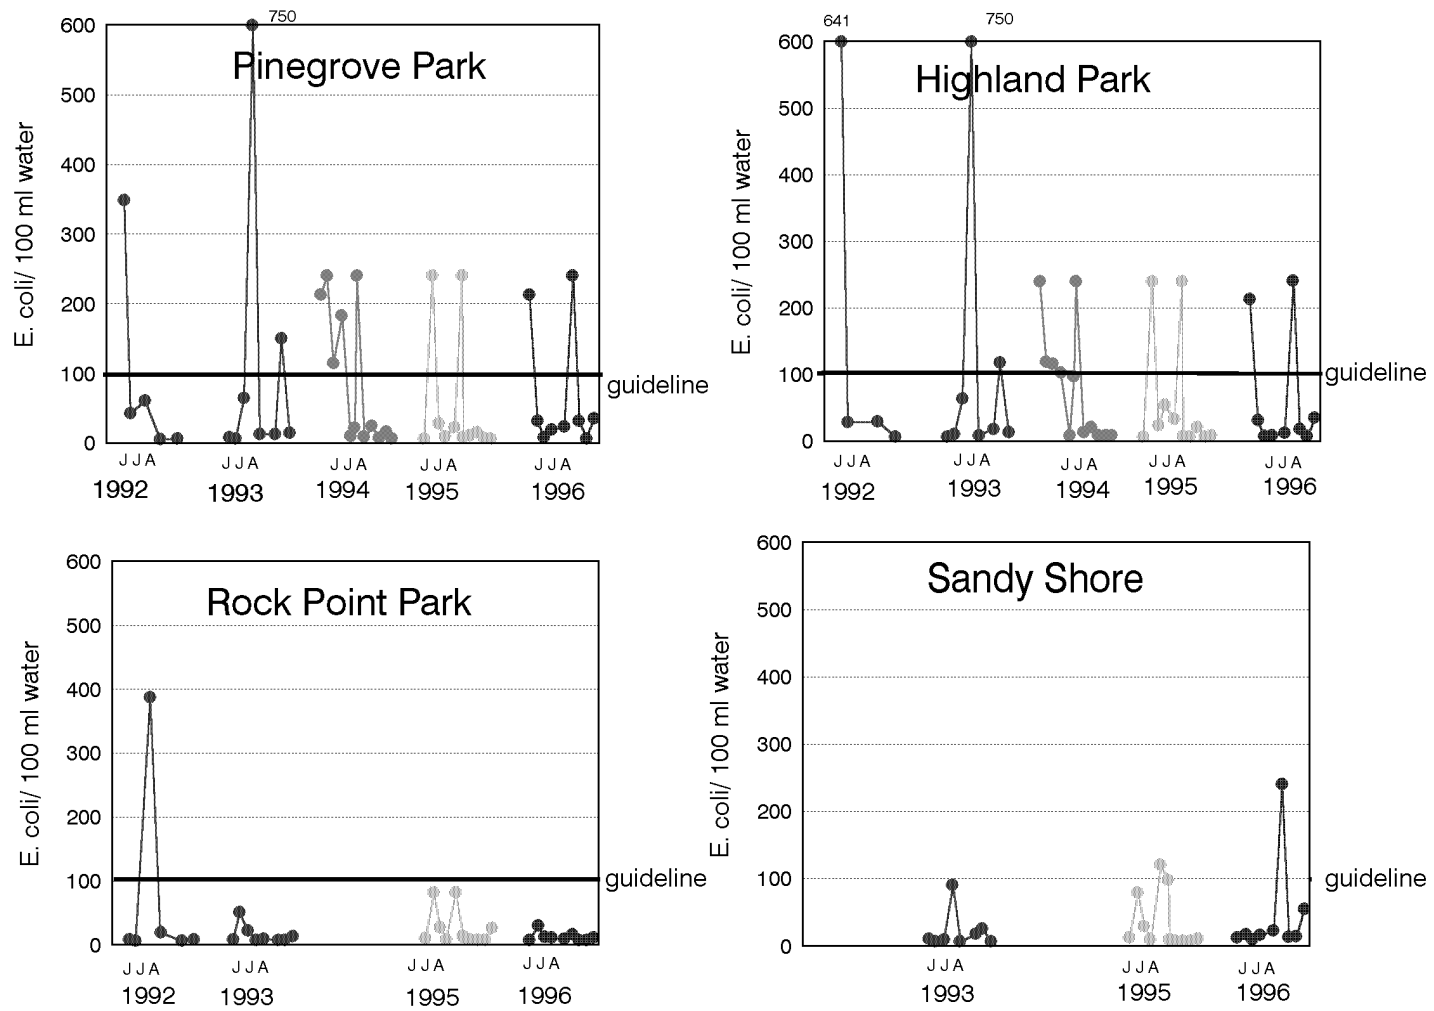 750
600
Pinegrove Park
500
400
300
200
100
0
E. coli/ 100 ml water
guideline
J J A J J A J J A J J A J J A
1992 1993 1994 1995 1996
641 750
600
Highland Park
500
400
300
200
100
0
E. coli/ 100 ml water
guideline
J J A J J A J J A J J A J J A
1992 1993 1994 1995 1996
600
Rock Point Park
500
400
300
200
100
0
E. coli/ 100 ml water
guideline
J J A J J A J J A J J A
1992 1993 1995 1996
600
Sandy Shore
500
400
300
200
100
0
E. coli/ 100 ml water
guideline
J J A J J A J J A
1993 1995 1996